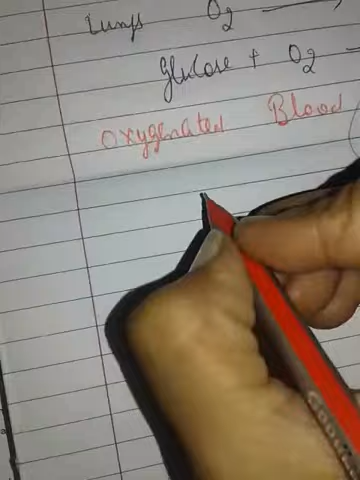 Lungs O2 →
Glucose + O2 →
Oxygenated Blood